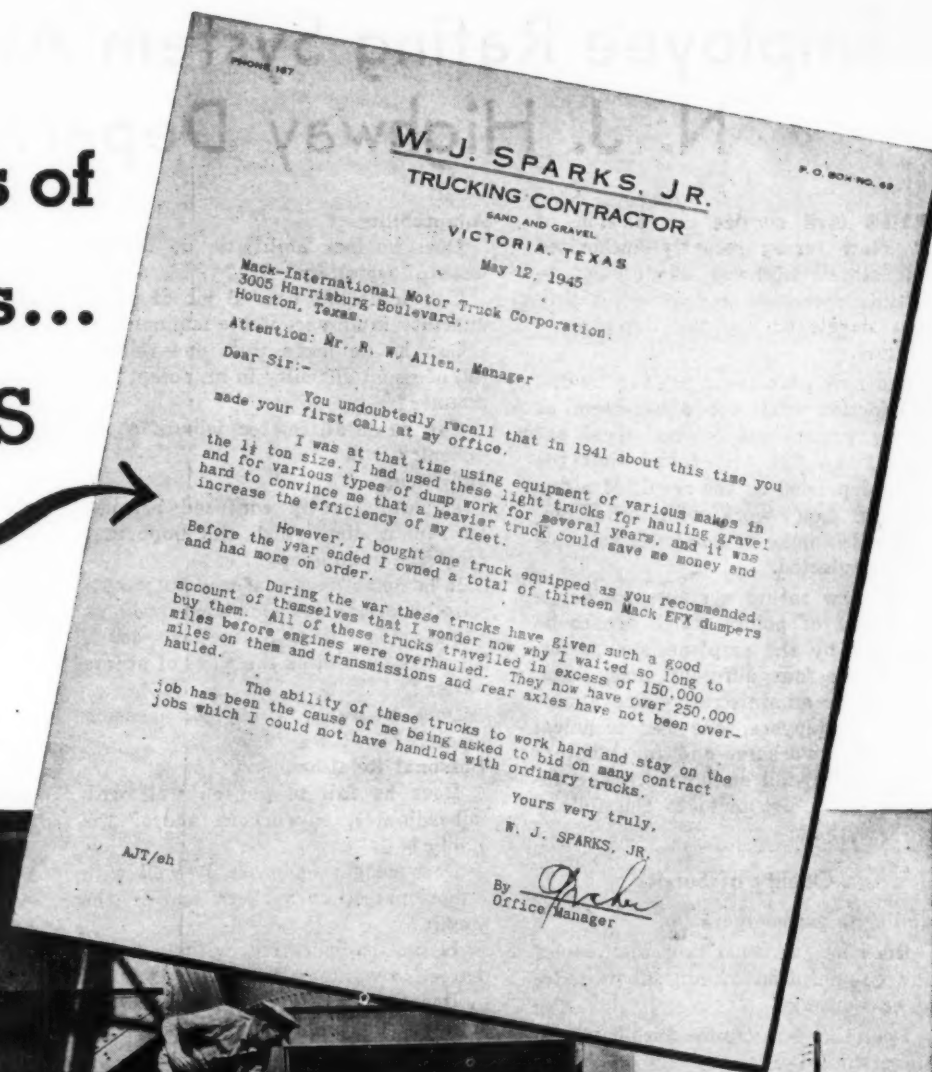 s of
s...
S
PHONE 187
P. O. BOX NO. 69
W. J. SPARKS, JR.
TRUCKING CONTRACTOR
SAND AND GRAVEL
VICTORIA, TEXAS
May 12, 1945
Mack-International Motor Truck Corporation.
3005 Harrisburg Boulevard,
Houston, Texas.
Attention: Mr. R. W. Allen, Manager
Dear Sir:-
You undoubtedly recall that in 1941 about this time you
made your first call at my office.
I was at that time using equipment of various makes in
the 1½ ton size. I had used these light trucks for hauling gravel
and for various types of dump work for several years, and it was
hard to convince me that a heavier truck could save me money and
increase the efficiency of my fleet.
However, I bought one truck equipped as you recommended.
Before the year ended I owned a total of thirteen Mack EFX dumpers
and had more on order.
During the war these trucks have given such a good
account of themselves that I wonder now why I waited so long to
buy them. All of these trucks travelled in excess of 150,000
miles before engines were overhauled. They now have over 250,000
miles on them and transmissions and rear axles have not been over-
hauled.
The ability of these trucks to work hard and stay on the
job has been the cause of me being asked to bid on many contract
jobs which I could not have handled with ordinary trucks.
Yours very truly,
W. J. SPARKS, JR.
By
Office Manager
AJT/eh